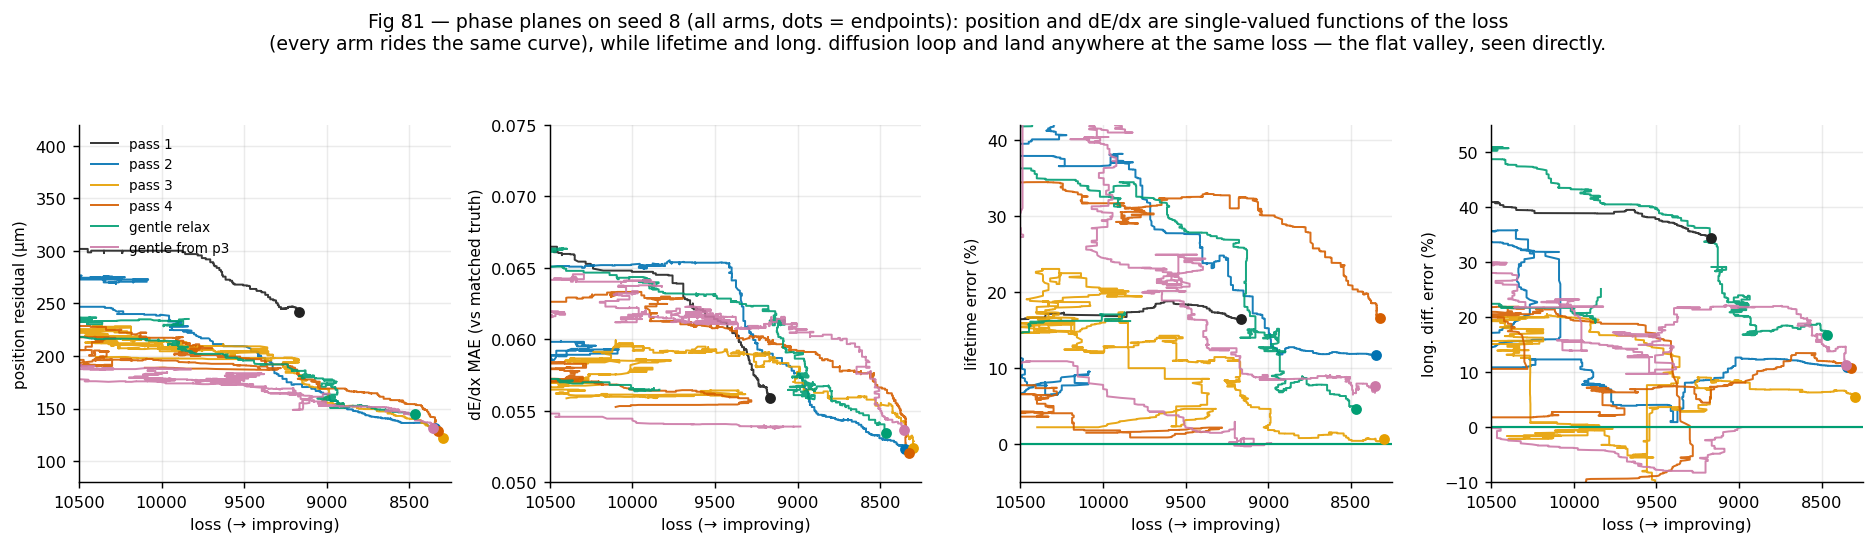 Fig 81 — phase planes on seed 8 (all arms, dots = endpoints): position and dE/dx are single-valued functions of the loss
(every arm rides the same curve), while lifetime and long. diffusion loop and land anywhere at the same loss — the flat valley, seen directly.
position residual (µm)
400
350
300
250
200
150
100
pass 1
pass 2
pass 3
pass 4
gentle relax
gentle from p3
10500
10000
9500
9000
8500
loss (→ improving)
dE/dx MAE (vs matched truth)
0.075
0.070
0.065
0.060
0.055
0.050
10500
10000
9500
9000
8500
loss (→ improving)
lifetime error (%)
40
30
20
10
0
10500
10000
9500
9000
8500
loss (→ improving)
long. diff. error (%)
50
40
30
20
10
0
−10
10500
10000
9500
9000
8500
loss (→ improving)